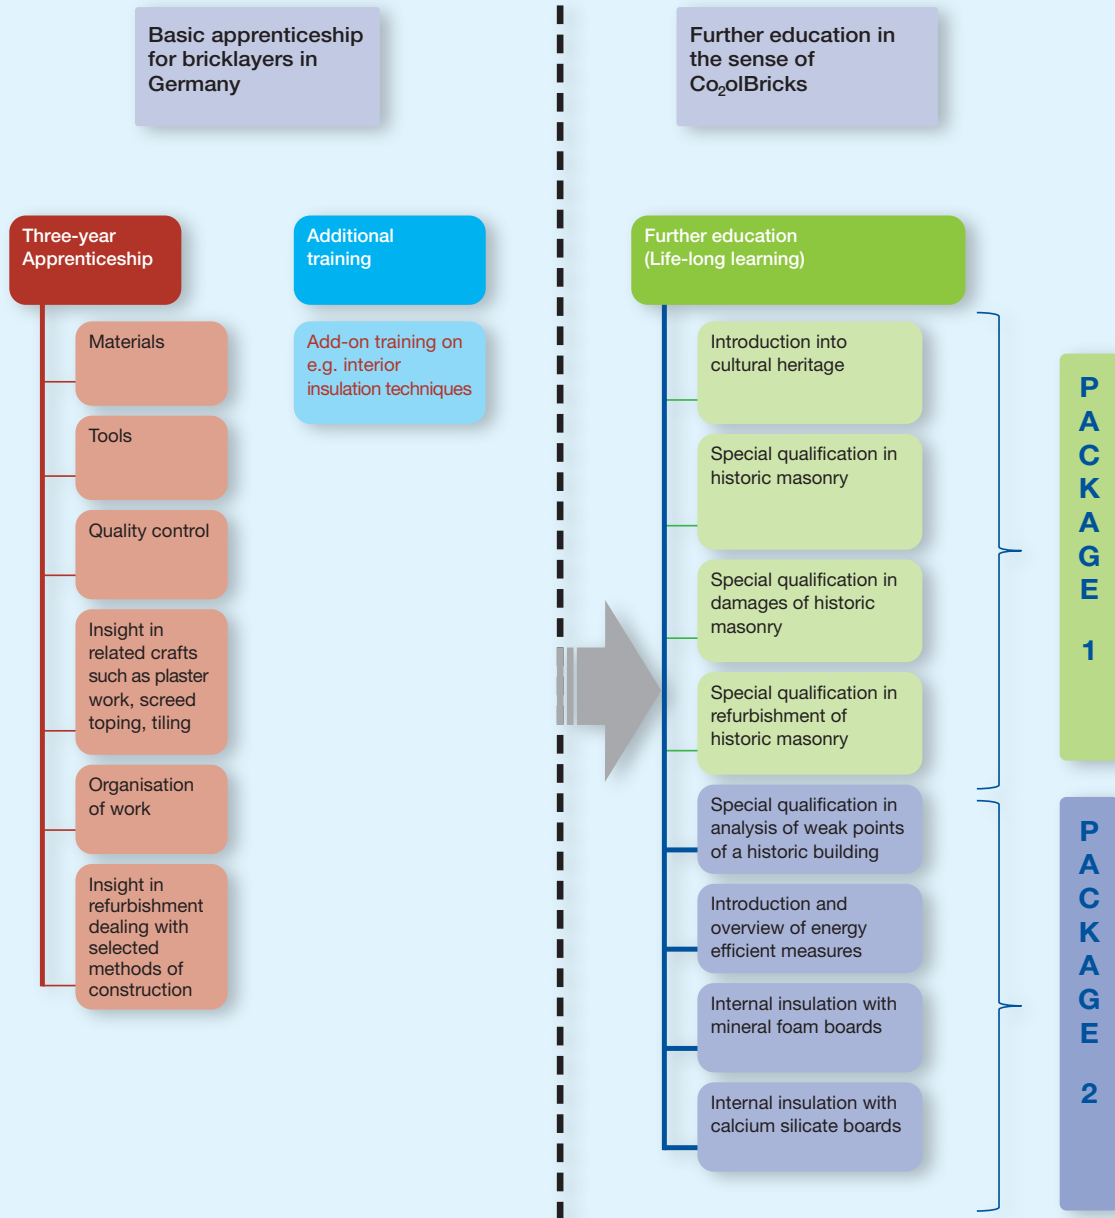 Basic apprenticeship
for bricklayers in
Germany
Further education in
the sense of
Co₂olBricks
Three-year
Apprenticeship
Materials
Tools
Quality control
Insight in
related crafts
such as plaster
work, screed
toping, tiling
Organisation
of work
Insight in
refurbishment
dealing with
selected
methods of
construction
Additional
training
Add-on training on
e.g. interior
insulation techniques
Further education
(Life-long learning)
Introduction into
cultural heritage
Special qualification in
historic masonry
Special qualification in
damages of historic
masonry
Special qualification in
refurbishment of
historic masonry
Special qualification in
analysis of weak points
of a historic building
Introduction and
overview of energy
efficient measures
Internal insulation with
mineral foam boards
Internal insulation with
calcium silicate boards
PACKAGE 1
PACKAGE 2